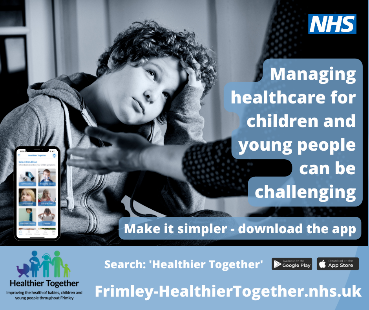 NHS
Managing
healthcare for
children and
young people
can be
challenging
Make it simpler - download the app
Search: 'Healthier Together'
Google Play
App Store
Healthier Together
Improving the health of babies, children and
young people throughout Frimley
Frimley-HealthierTogether.nhs.uk